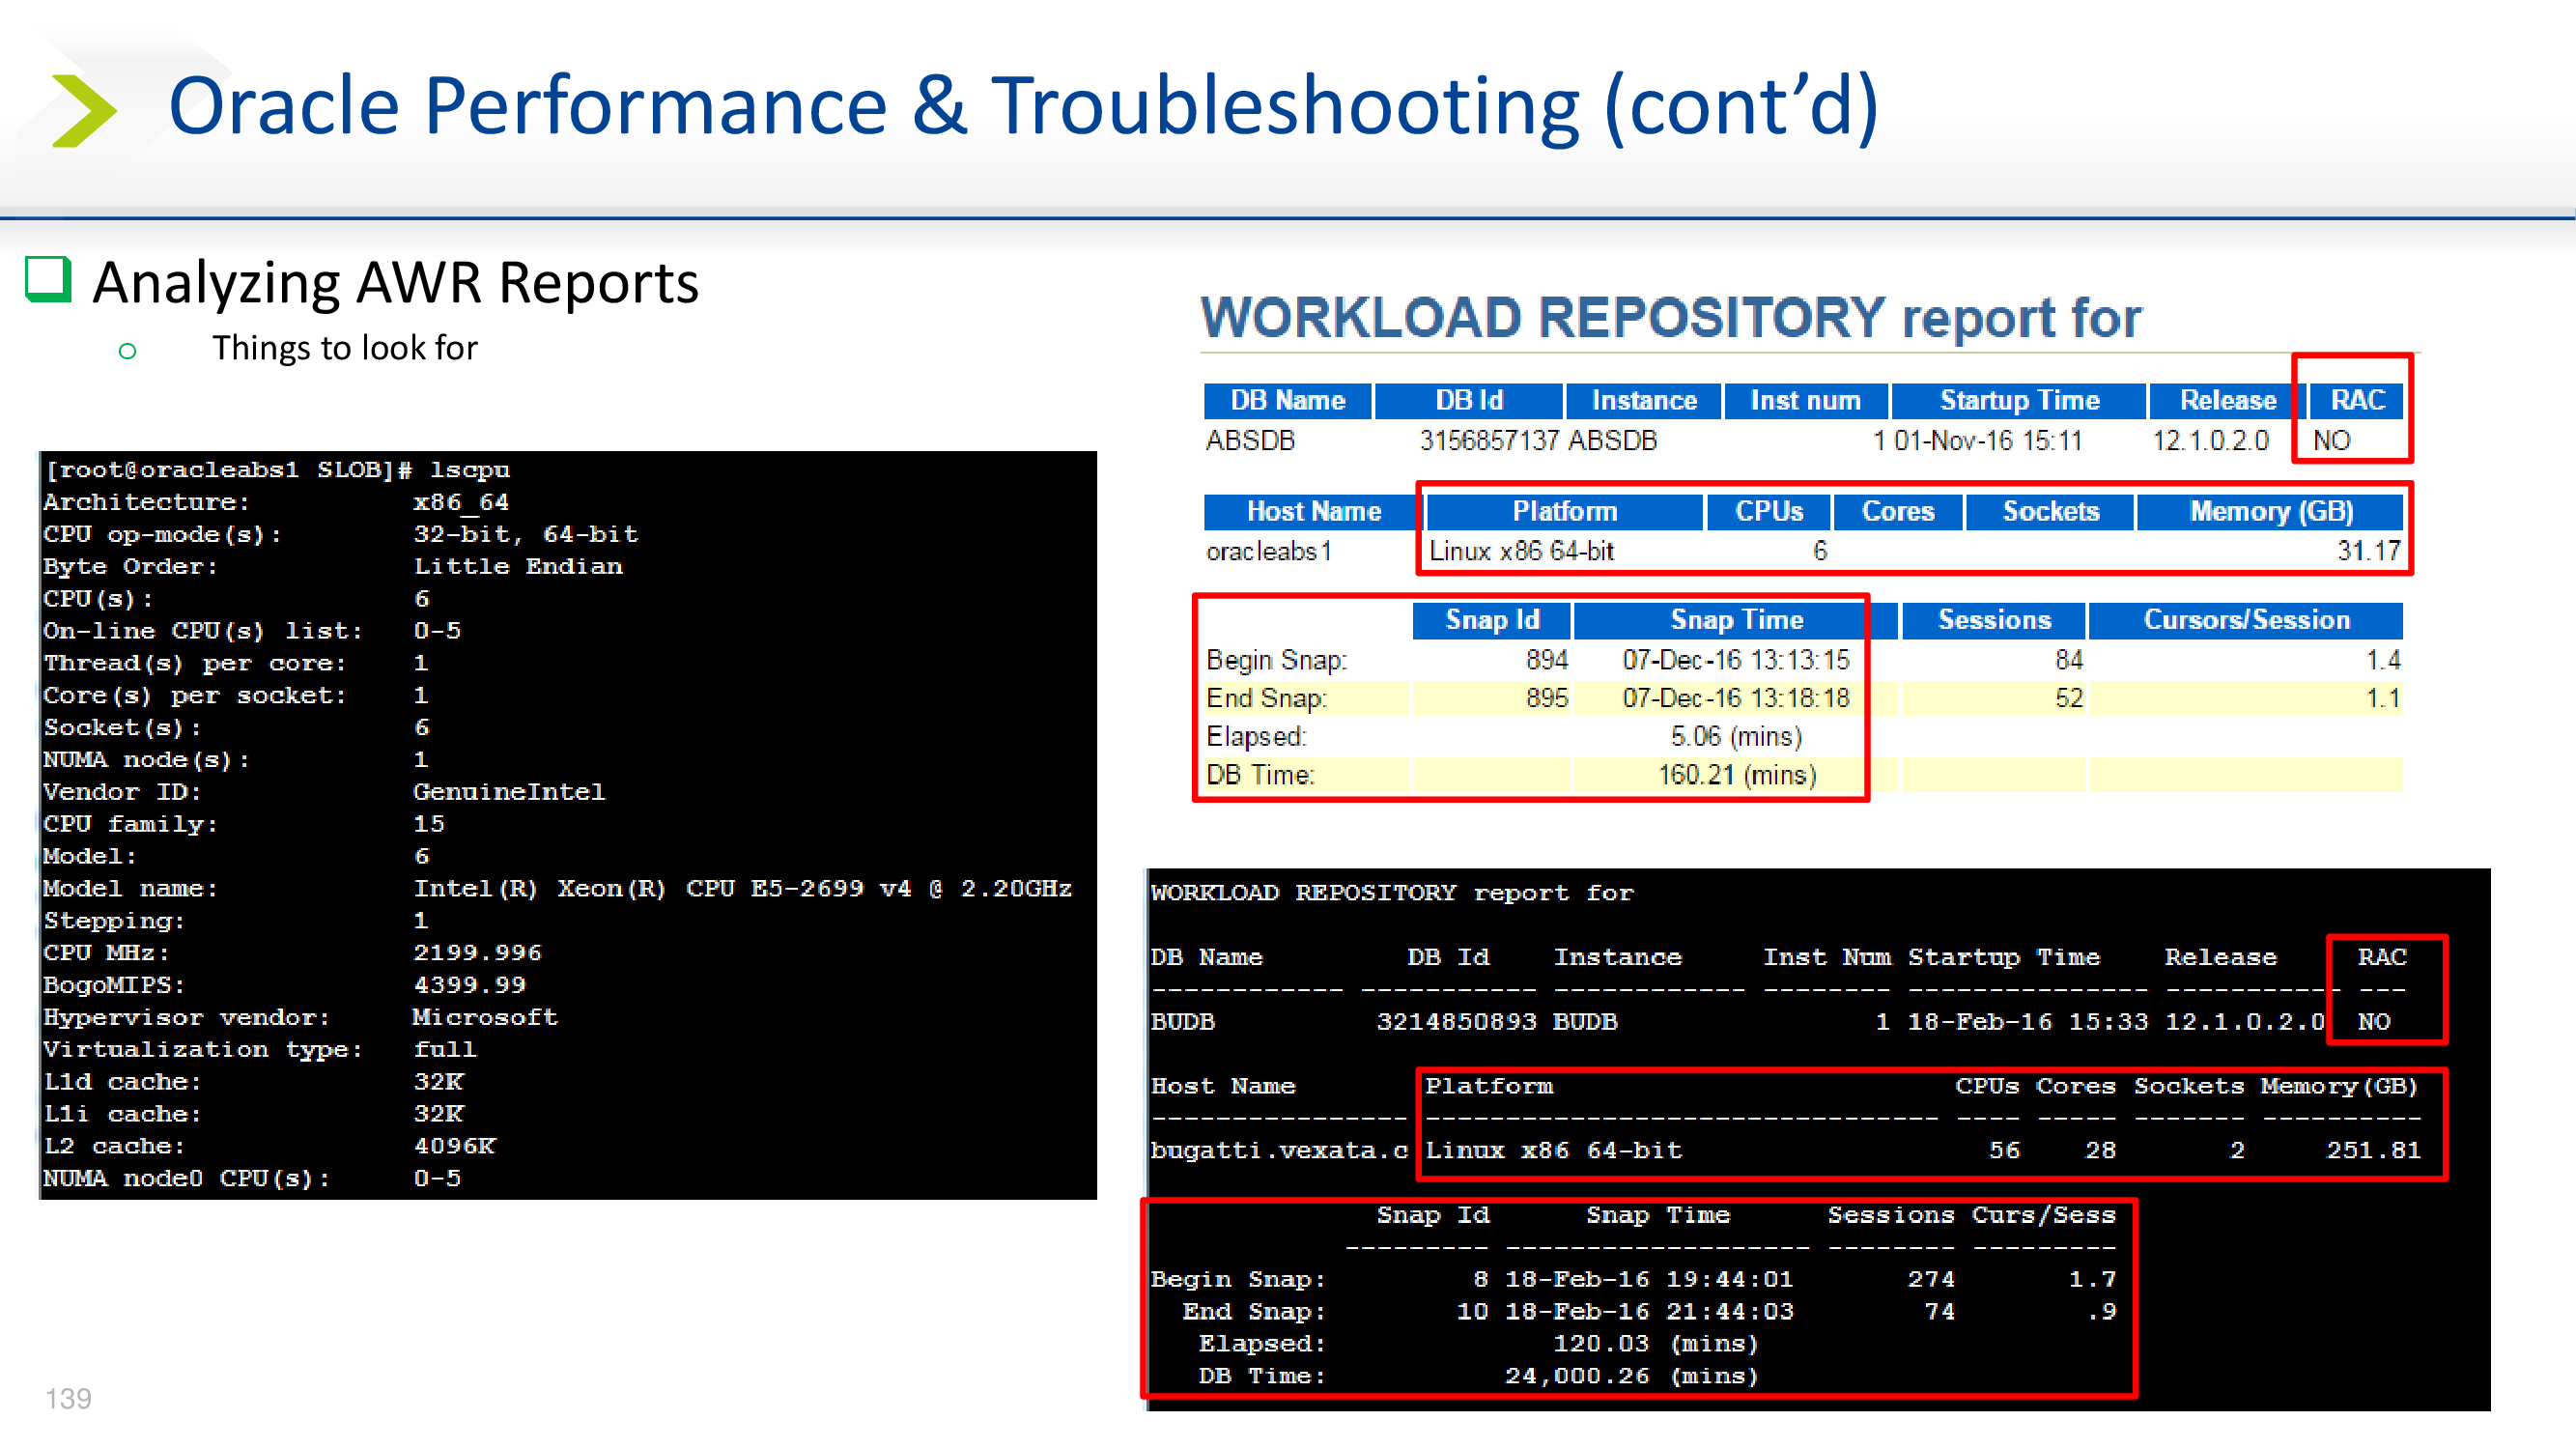 Oracle Performance & Troubleshooting (cont’d)
Analyzing AWR Reports
Things to look for
[root@oracleabs1 SLOB]# lscpu
Architecture: x86_64
CPU op-mode(s): 32-bit, 64-bit
Byte Order: Little Endian
CPU(s): 6
On-line CPU(s) list: 0-5
Thread(s) per core: 1
Core(s) per socket: 1
Socket(s): 6
NUMA node(s): 1
Vendor ID: GenuineIntel
CPU family: 15
Model: 6
Model name: Intel(R) Xeon(R) CPU E5-2699 v4 @ 2.20GHz
Stepping: 1
CPU MHz: 2199.996
BogoMIPS: 4399.99
Hypervisor vendor: Microsoft
Virtualization type: full
L1d cache: 32K
L1i cache: 32K
L2 cache: 4096K
NUMA node0 CPU(s): 0-5
WORKLOAD REPOSITORY report for
DB Name DB Id Instance Inst num Startup Time Release RAC
ABSDB 3156857137 ABSDB 1 01-Nov-16 15:11 12.1.0.2.0 NO
Host Name Platform CPUs Cores Sockets Memory (GB)
oracleabs1 Linux x86 64-bit 6 31.17
Snap Id Snap Time Sessions Cursors/Session
Begin Snap: 894 07-Dec-16 13:13:15 84 1.4
End Snap: 895 07-Dec-16 13:18:18 52 1.1
Elapsed: 5.06 (mins)
DB Time: 160.21 (mins)
WORKLOAD REPOSITORY report for
DB Name DB Id Instance Inst Num Startup Time Release RAC
------------ ----------- ------------ -------- --------------- ----------- ---
BUDB 3214850893 BUDB 1 18-Feb-16 15:33 12.1.0.2.0 NO
Host Name Platform CPUs Cores Sockets Memory(GB)
---------------- -------------------------------- ---- ----- ------- ----------
bugatti.vexata.c Linux x86 64-bit 56 28 2 251.81
Snap Id Snap Time Sessions Curs/Sess
--------- ------------------- -------- ---------
Begin Snap: 8 18-Feb-16 19:44:01 274 1.7
End Snap: 10 18-Feb-16 21:44:03 74 .9
Elapsed: 120.03 (mins)
DB Time: 24,000.26 (mins)
139